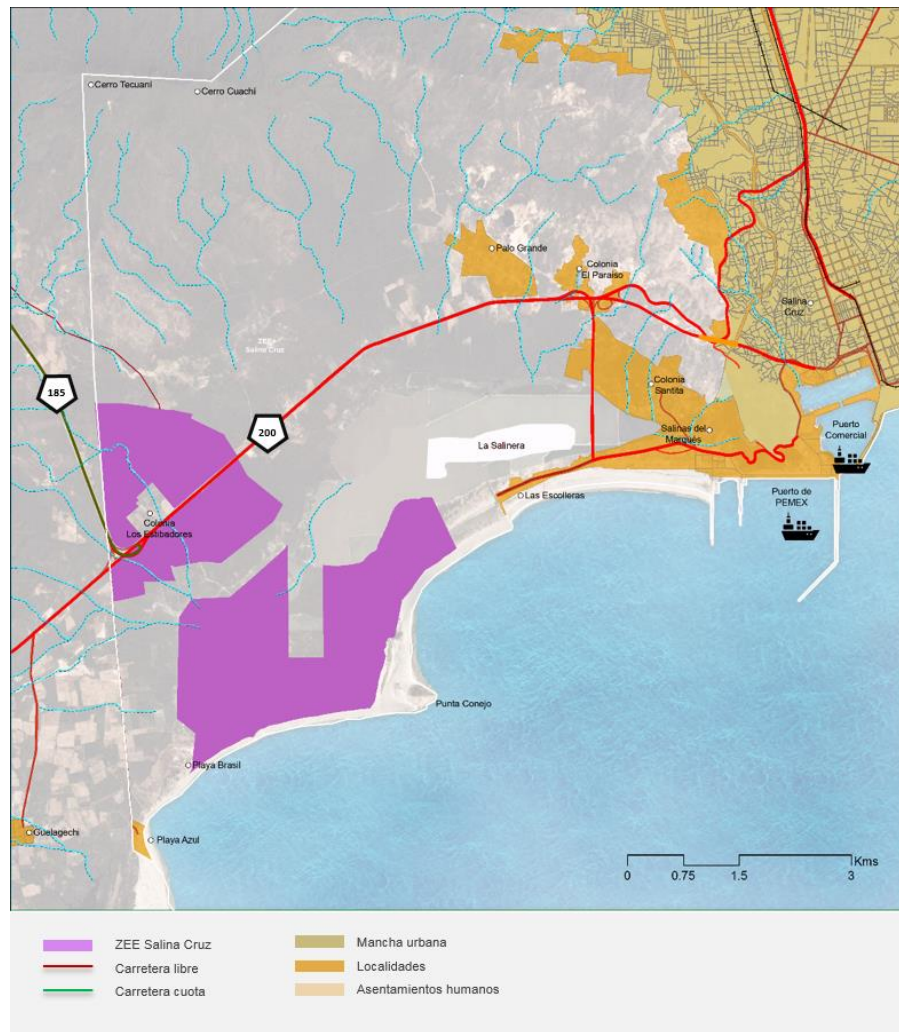 Cerro Tecuaní
Cerro Cuachi
Palo Grande
Colonia
El Paraíso
Salina
Cruz
ZEE
Salina Cruz
185
200
Colonia
Santita
Salinas del
Marqués
La Salinera
Puerto
Comercial
Las Escolleras
Puerto de
PEMEX
Colonia
Los Estibadores
Punta Conejo
Playa Brasil
Guelagechi
Playa Azul
Kms
0 0.75 1.5 3
ZEE Salina Cruz
Carretera libre
Carretera cuota
Mancha urbana
Localidades
Asentamientos humanos